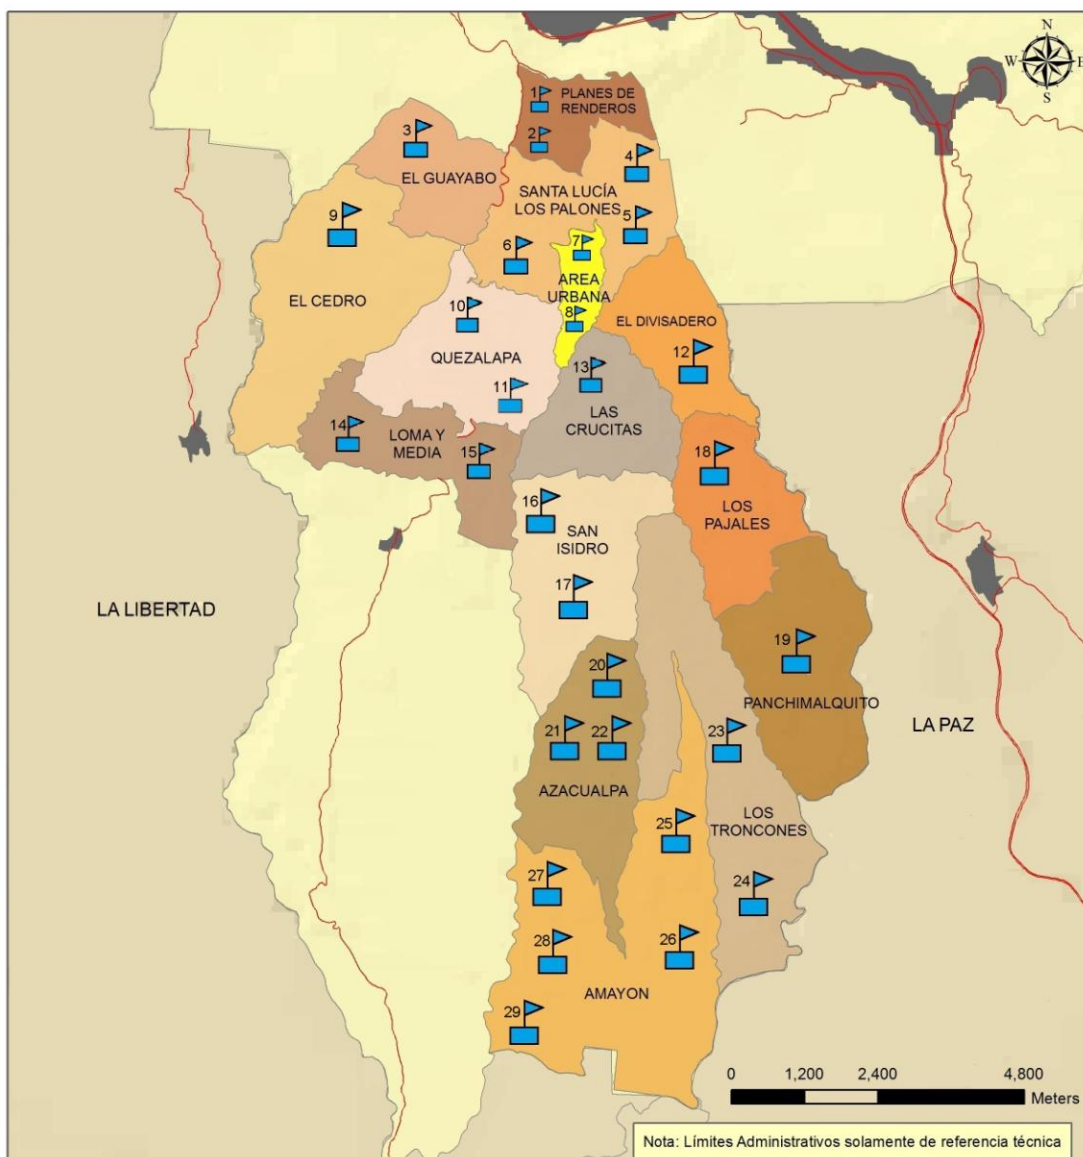 N
W E
S
1
PLANES DE
RENDEROS
2
3
EL GUAYABO
4
SANTA LUCÍA
LOS PALONES
5
6
7
AREA
URBANA
8
9
EL CEDRO
10
QUEZALAPA
11
EL DIVISADERO
12
13
LAS
CRUCITAS
14
LOMA Y
MEDIA
15
16
SAN
ISIDRO
17
18
LOS
PAJALES
LA LIBERTAD
19
PANCHIMALQUITO
LA PAZ
20
21
22
AZACUALPA
23
LOS
TRONCONES
24
25
26
27
28
AMAYON
29
0 1,200 2,400 4,800
Meters
Nota: Límites Administrativos solamente de referencia técnica